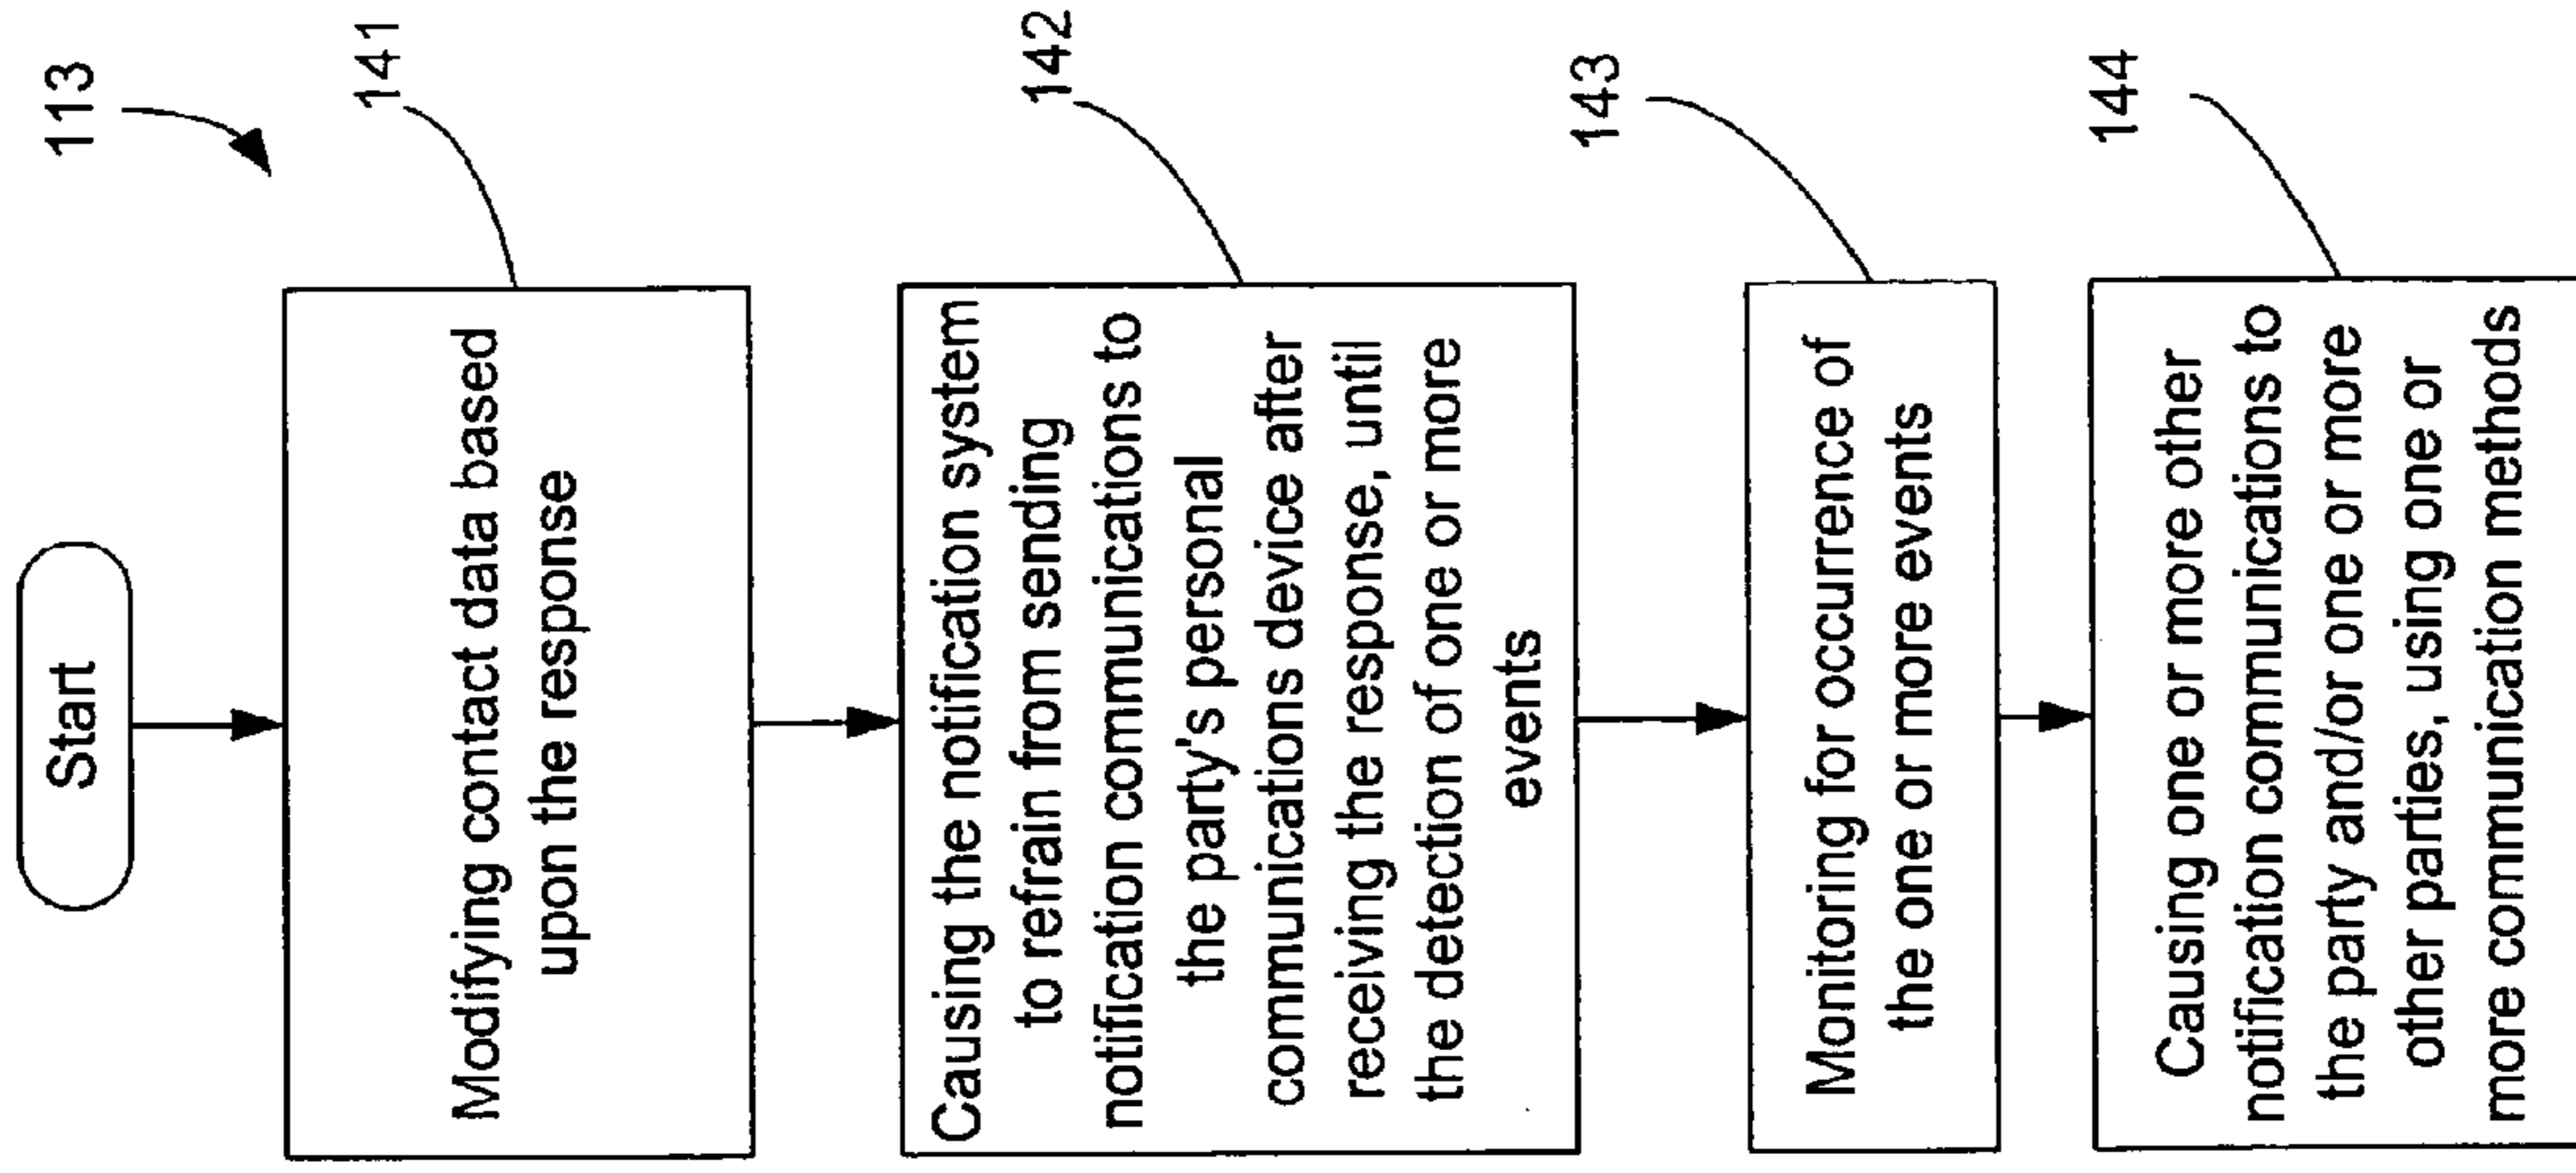 113
Start
141
Modifying contact data based
upon the response
142
Causing the notification system
to refrain from sending
notification communications to
the party's personal
communications device after
receiving the response, until
the detection of one or more
events
143
Monitoring for occurrence of
the one or more events
144
Causing one or more other
notification communications to
the party and/or one or more
other parties, using one or
more communication methods